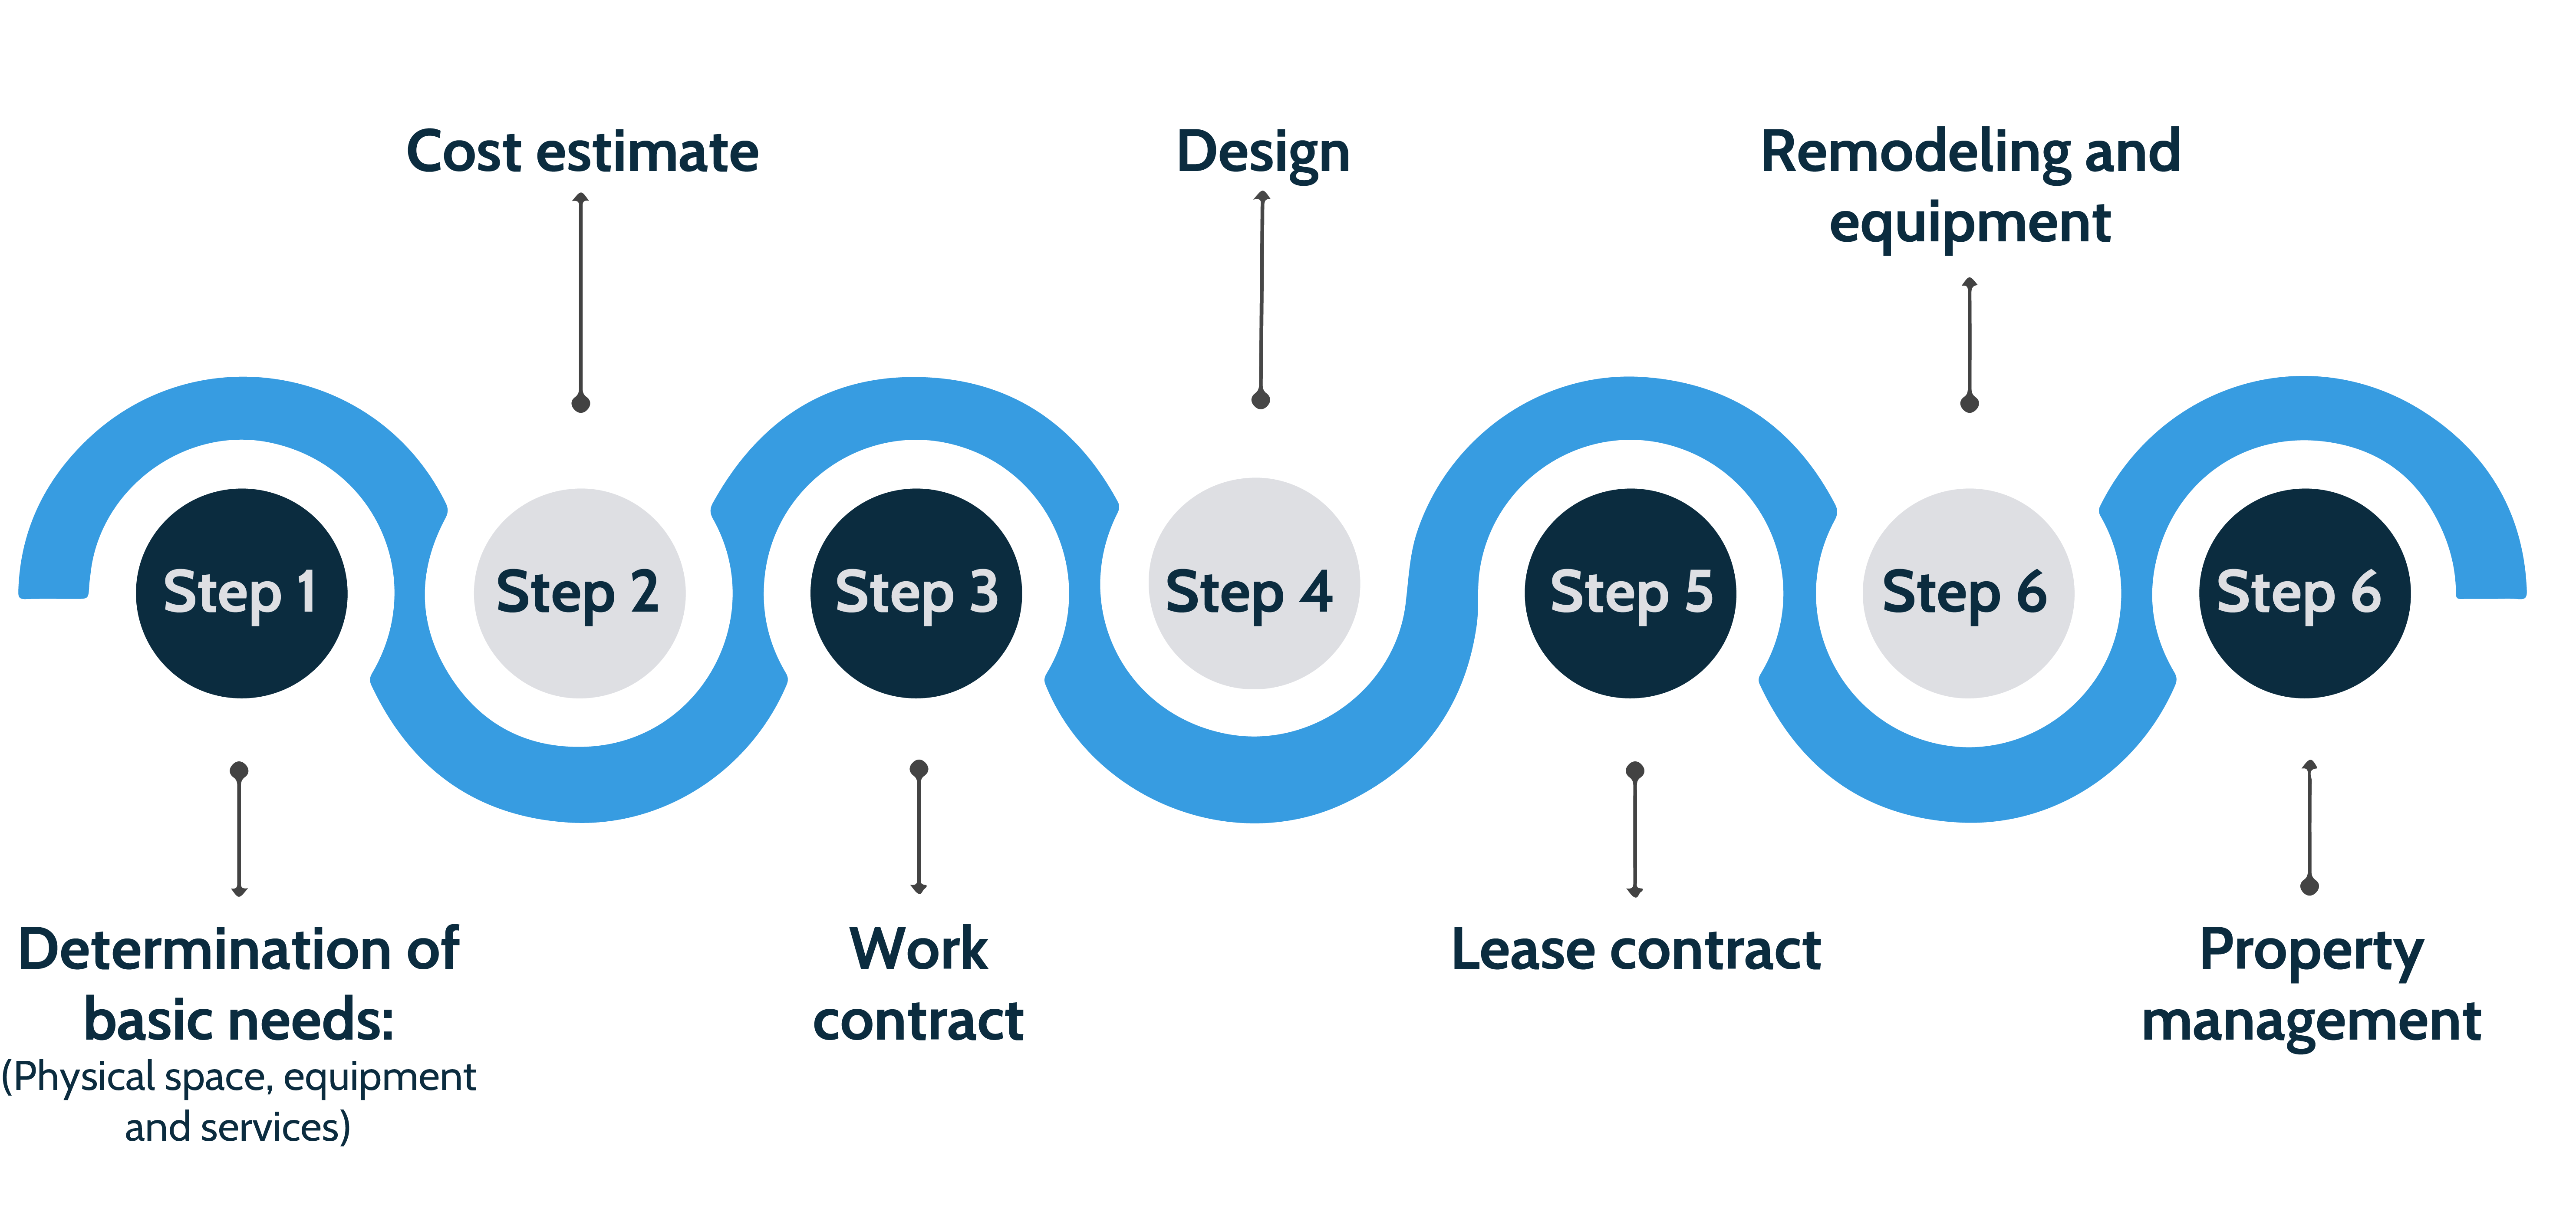 Cost estimate
Design
Remodeling and
equipment
Step 1
Step 2
Step 3
Step 4
Step 5
Step 6
Step 6
Determination of
basic needs:
(Physical space, equipment
and services)
Work
contract
Lease contract
Property
management